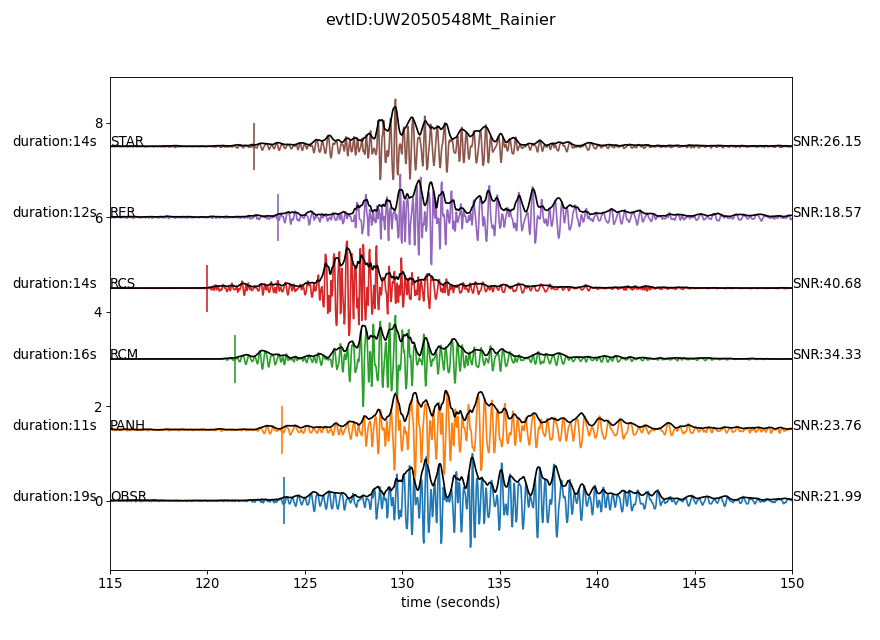 evtID:UW2050548Mt_Rainier
8
duration:14s STAR SNR:26.15
duration:12s RER SNR:18.57
6
duration:14s RCS SNR:40.68
4
duration:16s RCM SNR:34.33
2
duration:11s PANH SNR:23.76
duration:19s OBSR SNR:21.99
0
115 120 125 130 135 140 145 150
time (seconds)